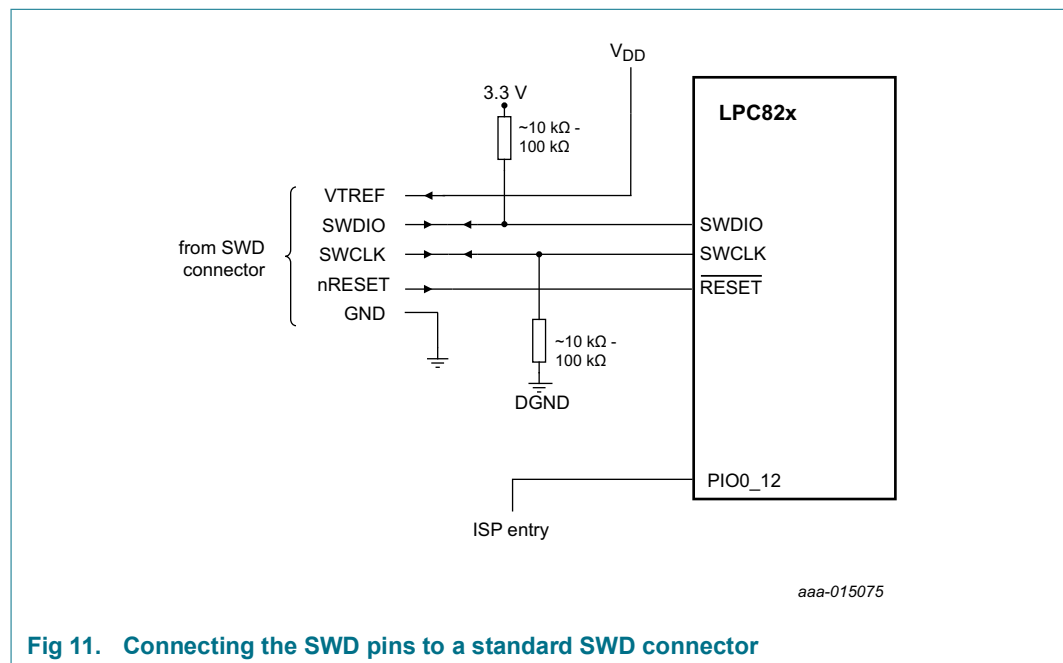 VDD
3.3 V
~10 kΩ -
100 kΩ
LPC82x
VTREF
SWDIO
SWCLK
nRESET
GND
from SWD
connector
SWDIO
SWCLK
RESET
~10 kΩ -
100 kΩ
DGND
PIO0_12
ISP entry
aaa-015075
Fig 11. Connecting the SWD pins to a standard SWD connector